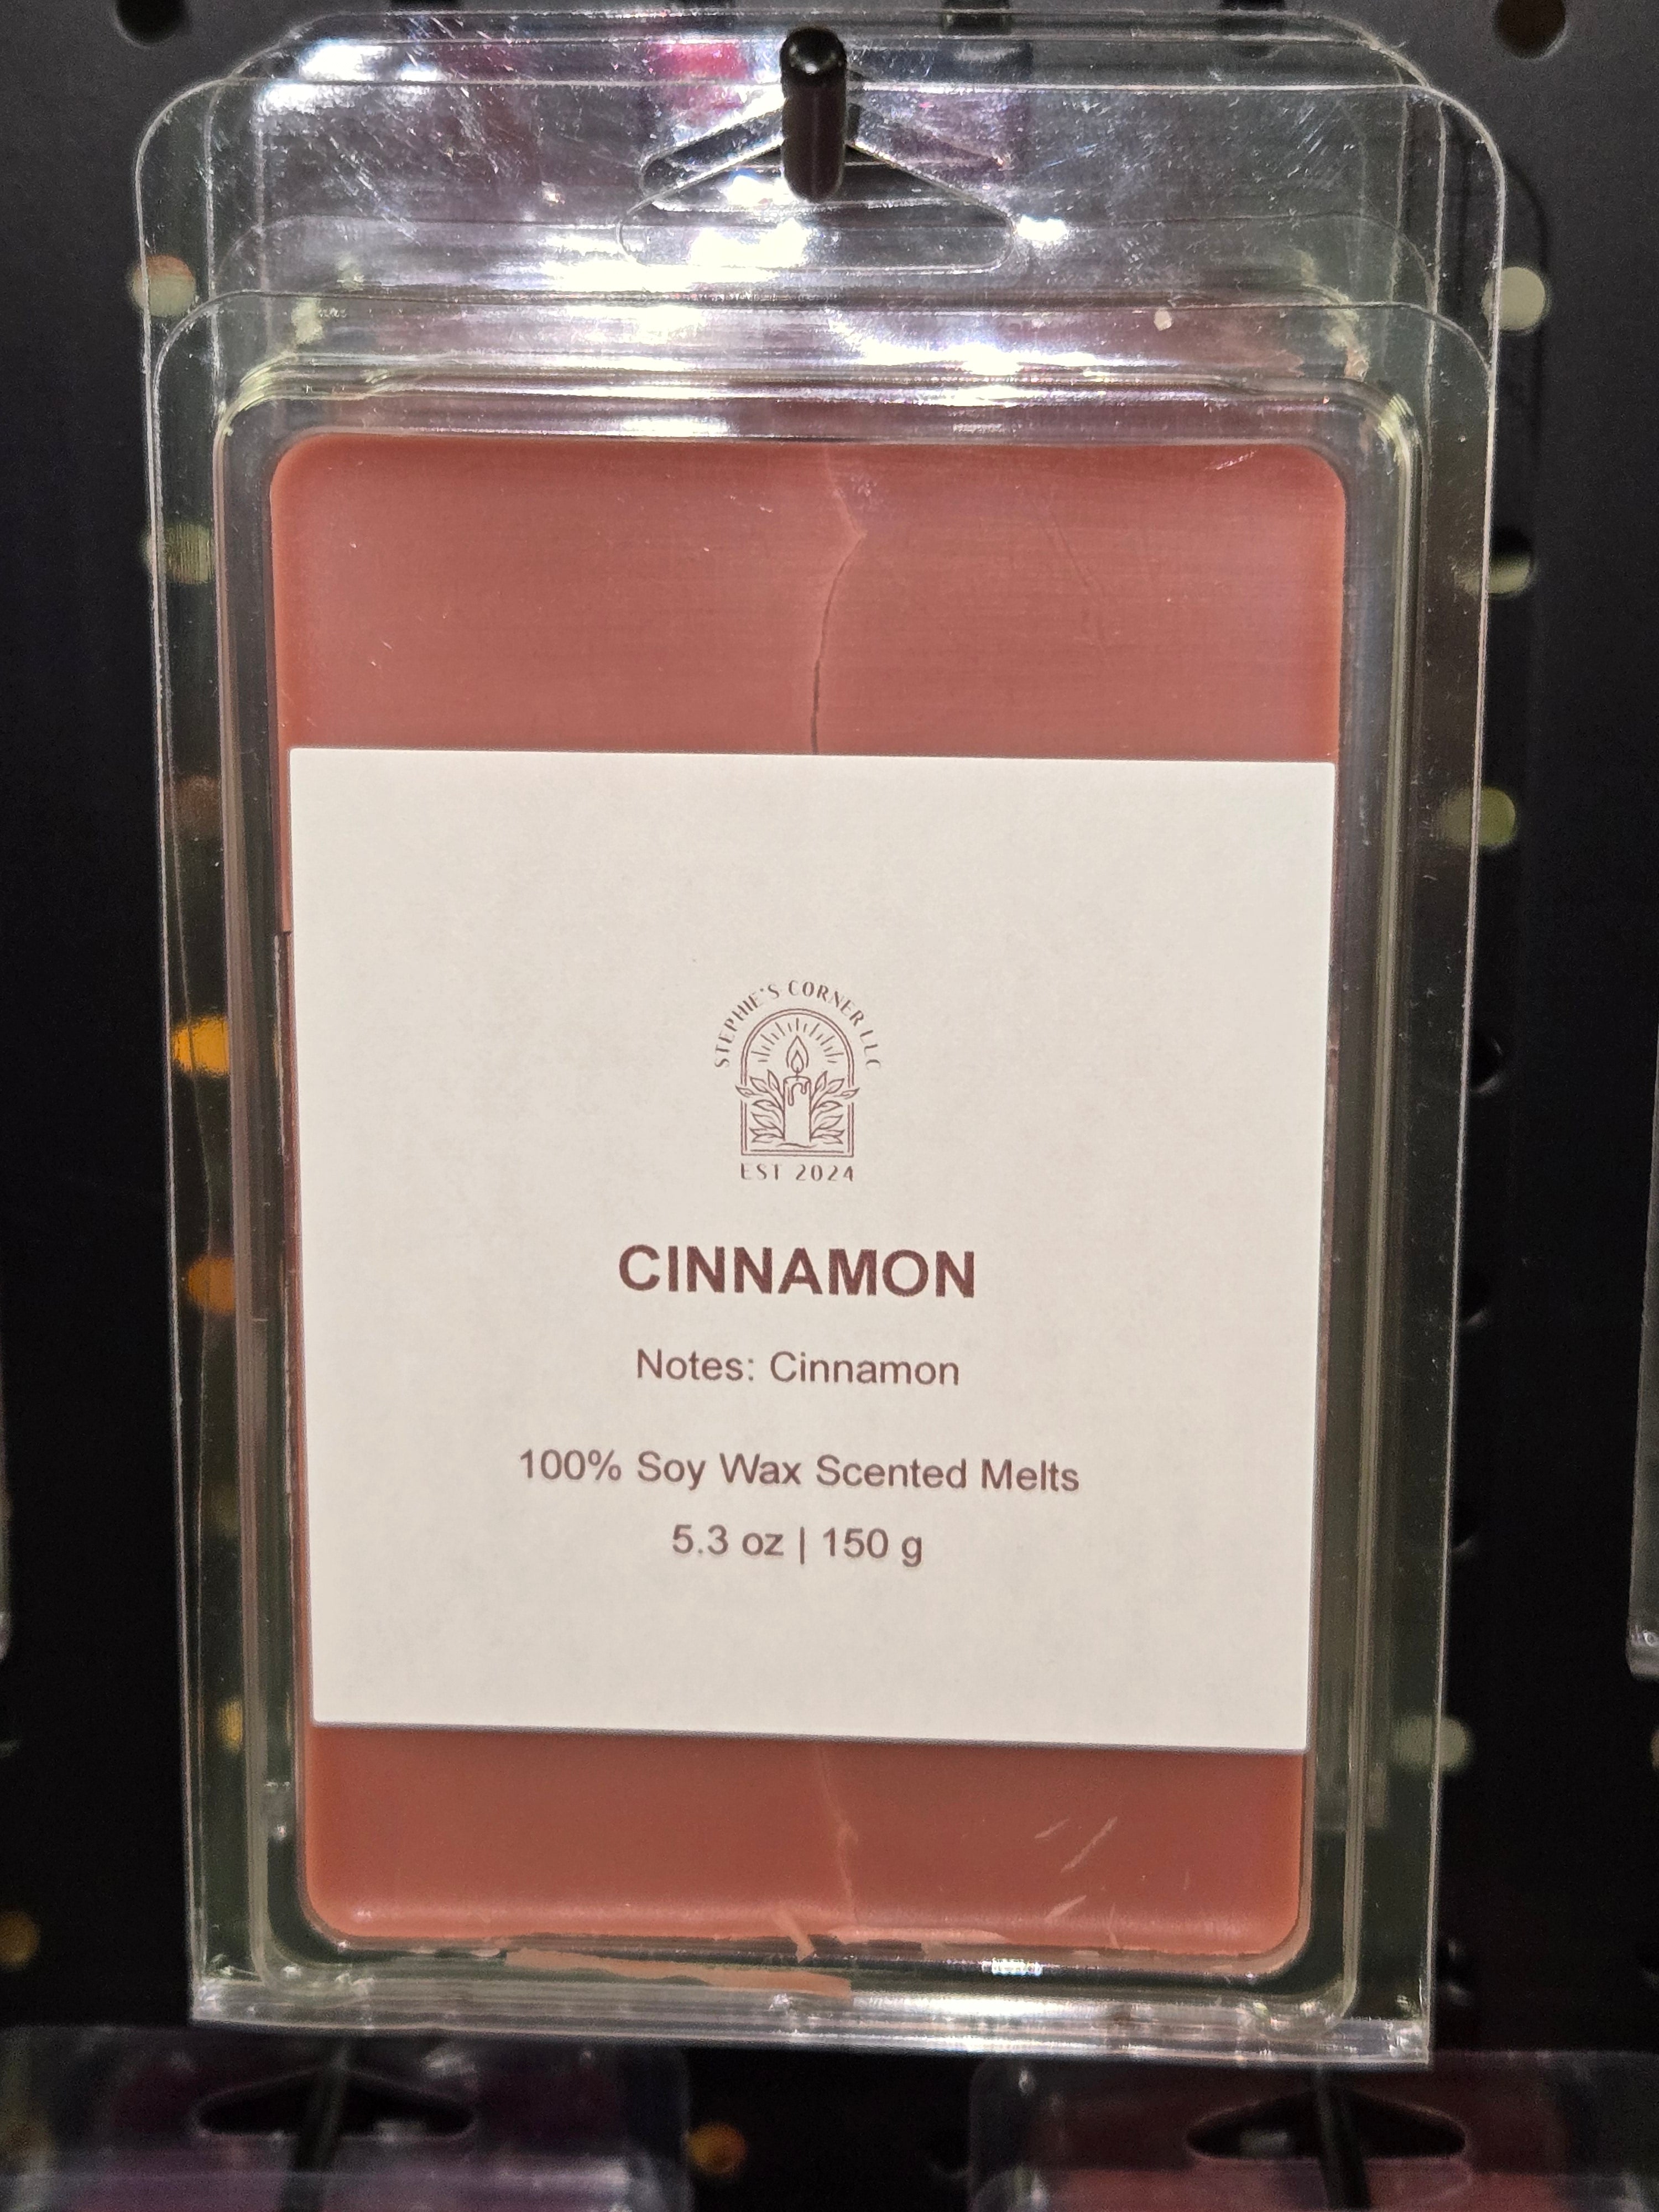 STEPHIE'S CORNER LLC
EST 2024
CINNAMON
Notes: Cinnamon
100% Soy Wax Scented Melts
5.3 oz | 150 g